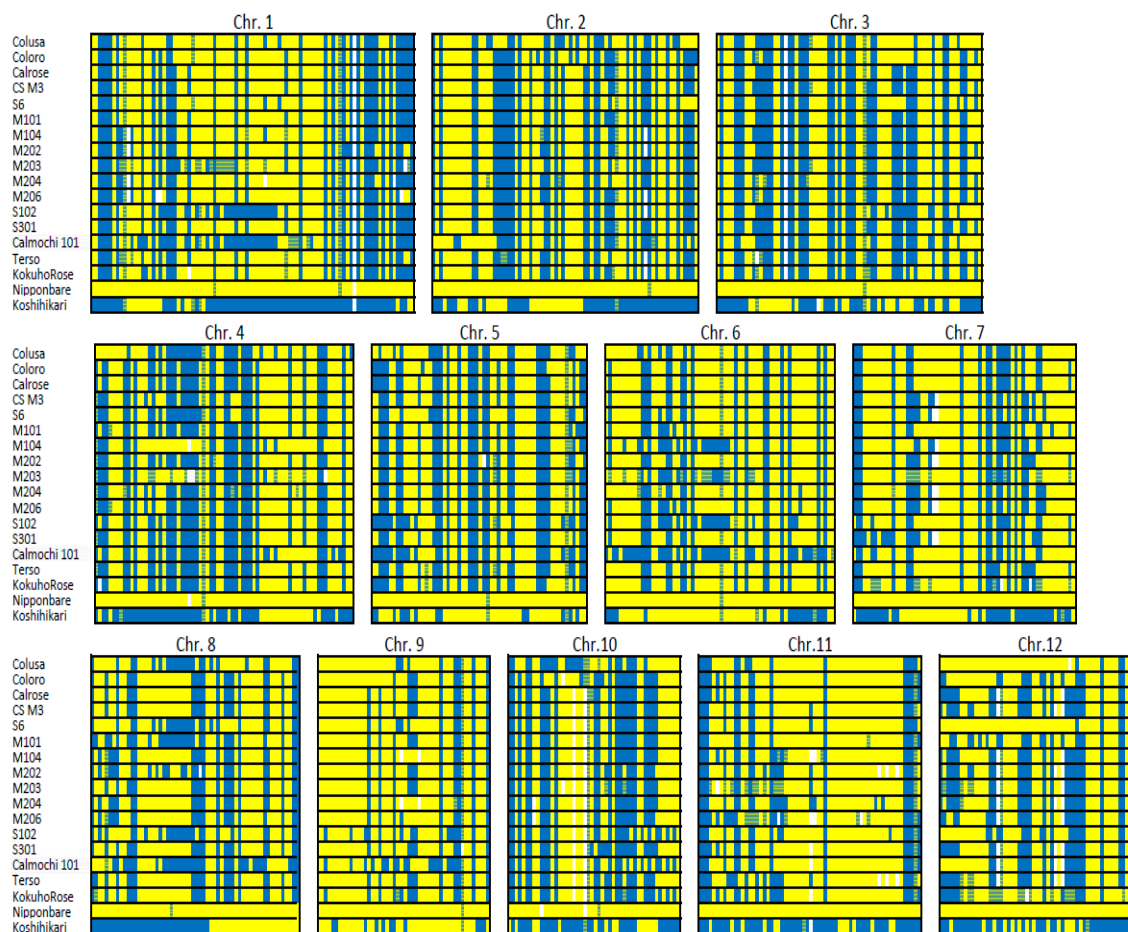 Chr. 1 Chr. 2 Chr. 3
Colusa
Coloro
Calrose
CS M3
S6
M101
M104
M202
M203
M204
M206
S102
S301
Calmochi 101
Terso
KokuhoRose
Nipponbare
Koshihikari
Chr. 4 Chr. 5 Chr. 6 Chr. 7
Colusa
Coloro
Calrose
CS M3
S6
M101
M104
M202
M203
M204
M206
S102
S301
Calmochi 101
Terso
KokuhoRose
Nipponbare
Koshihikari
Chr. 8 Chr. 9 Chr.10 Chr.11 Chr.12
Colusa
Coloro
Calrose
CS M3
S6
M101
M104
M202
M203
M204
M206
S102
S301
Calmochi 101
Terso
KokuhoRose
Nipponbare
Koshihikari